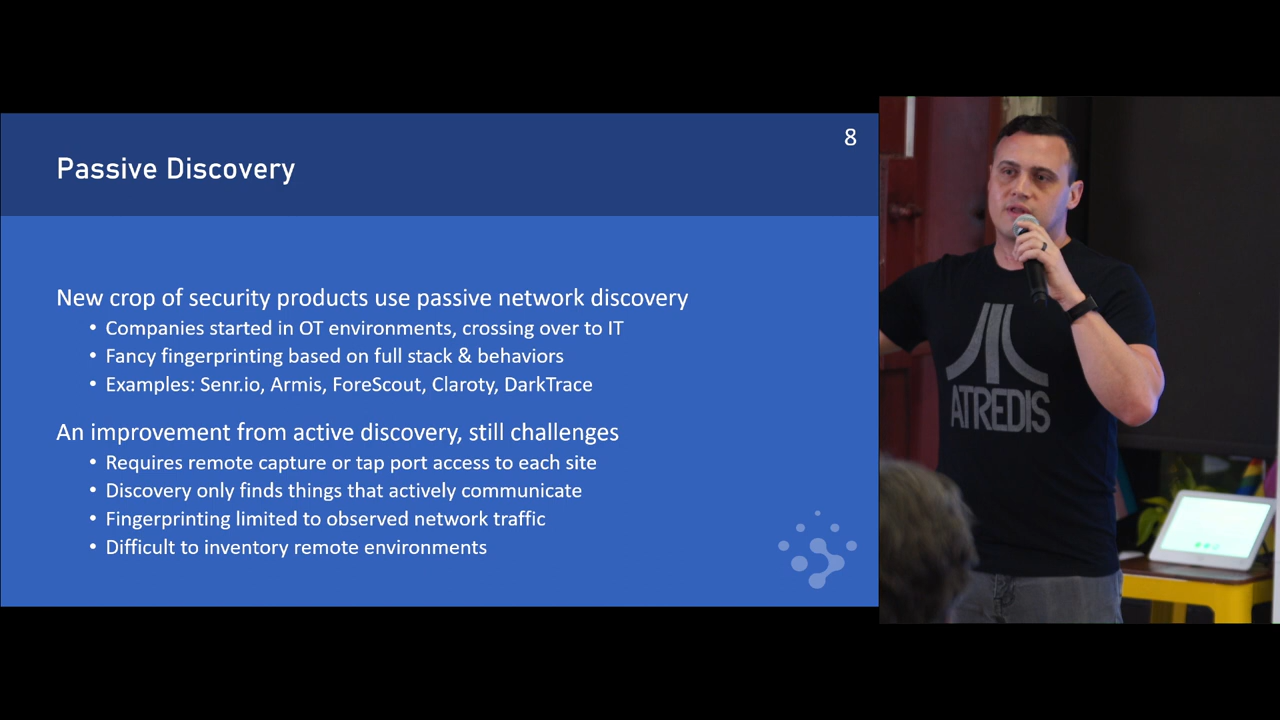 8
Passive Discovery
New crop of security products use passive network discovery
• Companies started in OT environments, crossing over to IT
• Fancy fingerprinting based on full stack & behaviors
• Examples: Senr.io, Armis, ForeScout, Claroty, DarkTrace
An improvement from active discovery, still challenges
• Requires remote capture or tap port access to each site
• Discovery only finds things that actively communicate
• Fingerprinting limited to observed network traffic
• Difficult to inventory remote environments
ATREDIS